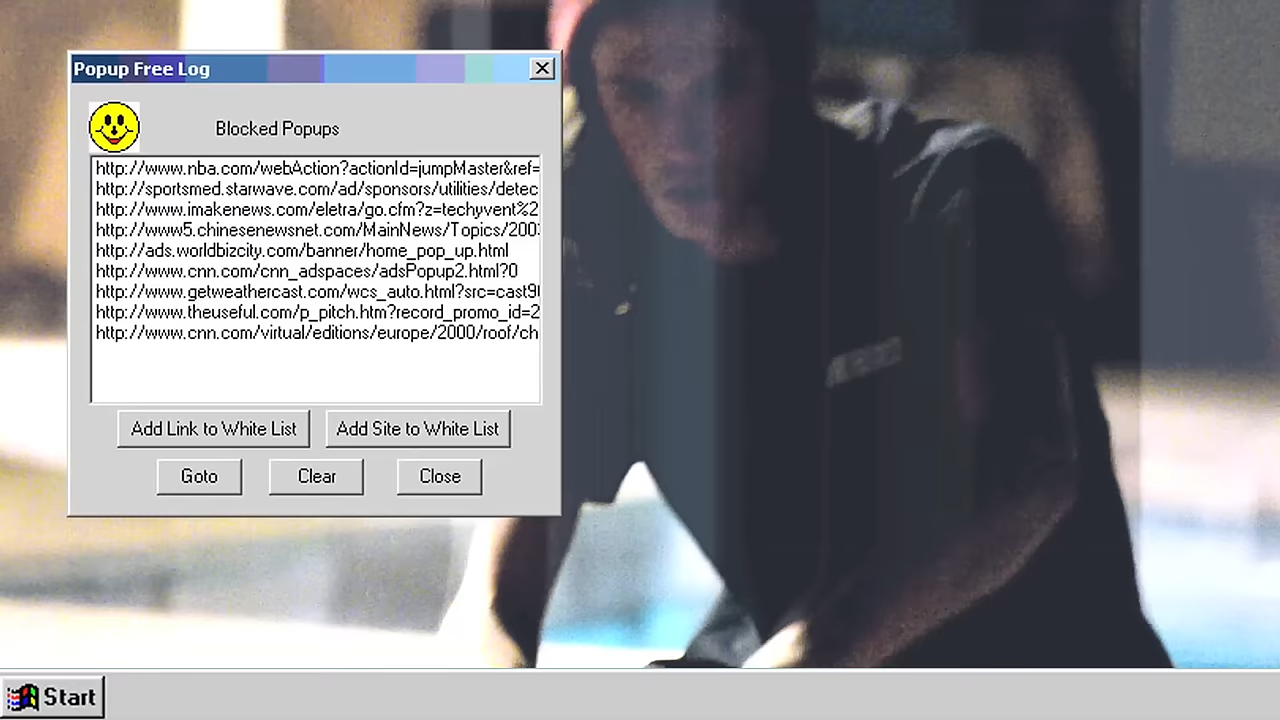 Popup Free Log
Blocked Popups
http://www.nba.com/webAction?actionId=jumpMaster&ref=
http://sportsmed.starwave.com/ad/sponsors/utilities/detec
http://www.imakenews.com/eletra/go.cfm?z=techyvent%2
http://www5.chinesenewsnet.com/MainNews/Topics/200
http://ads.worldbizcity.com/banner/home_pop_up.html
http://www.cnn.com/cnn_adspaces/adsPopup2.html?0
http://www.getweathercast.com/wcs_auto.html?src=cast9
http://www.theuseful.com/p_pitch.htm?record_promo_id=2
http://www.cnn.com/virtual/editions/europe/2000/roof/ch
Add Link to White List Add Site to White List
Goto Clear Close
Start